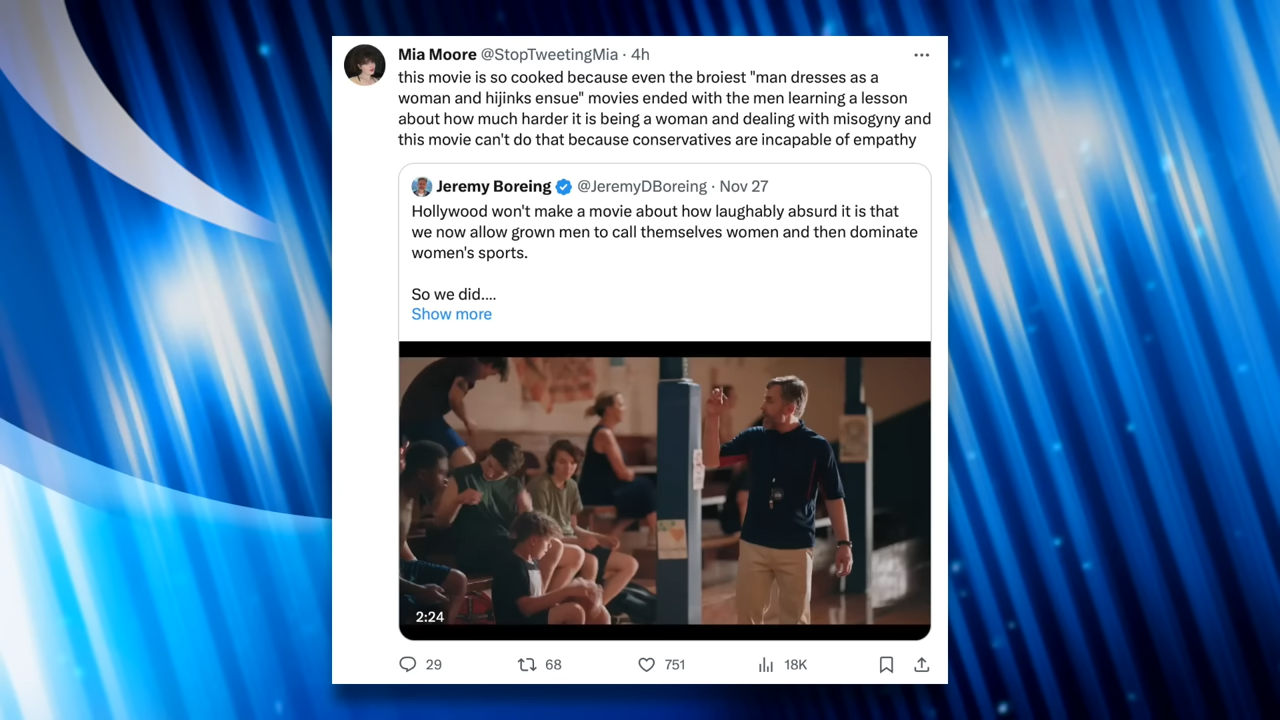 Mia Moore @StopTweetingMia · 4h
this movie is so cooked because even the broiest "man dresses as a
woman and hijinks ensue" movies ended with the men learning a lesson
about how much harder it is being a woman and dealing with misogyny and
this movie can't do that because conservatives are incapable of empathy
Jeremy Boreing @JeremyDBoreing · Nov 27
Hollywood won't make a movie about how laughably absurd it is that
we now allow grown men to call themselves women and then dominate
women's sports.
So we did....
Show more
2:24
29 68 751 18K